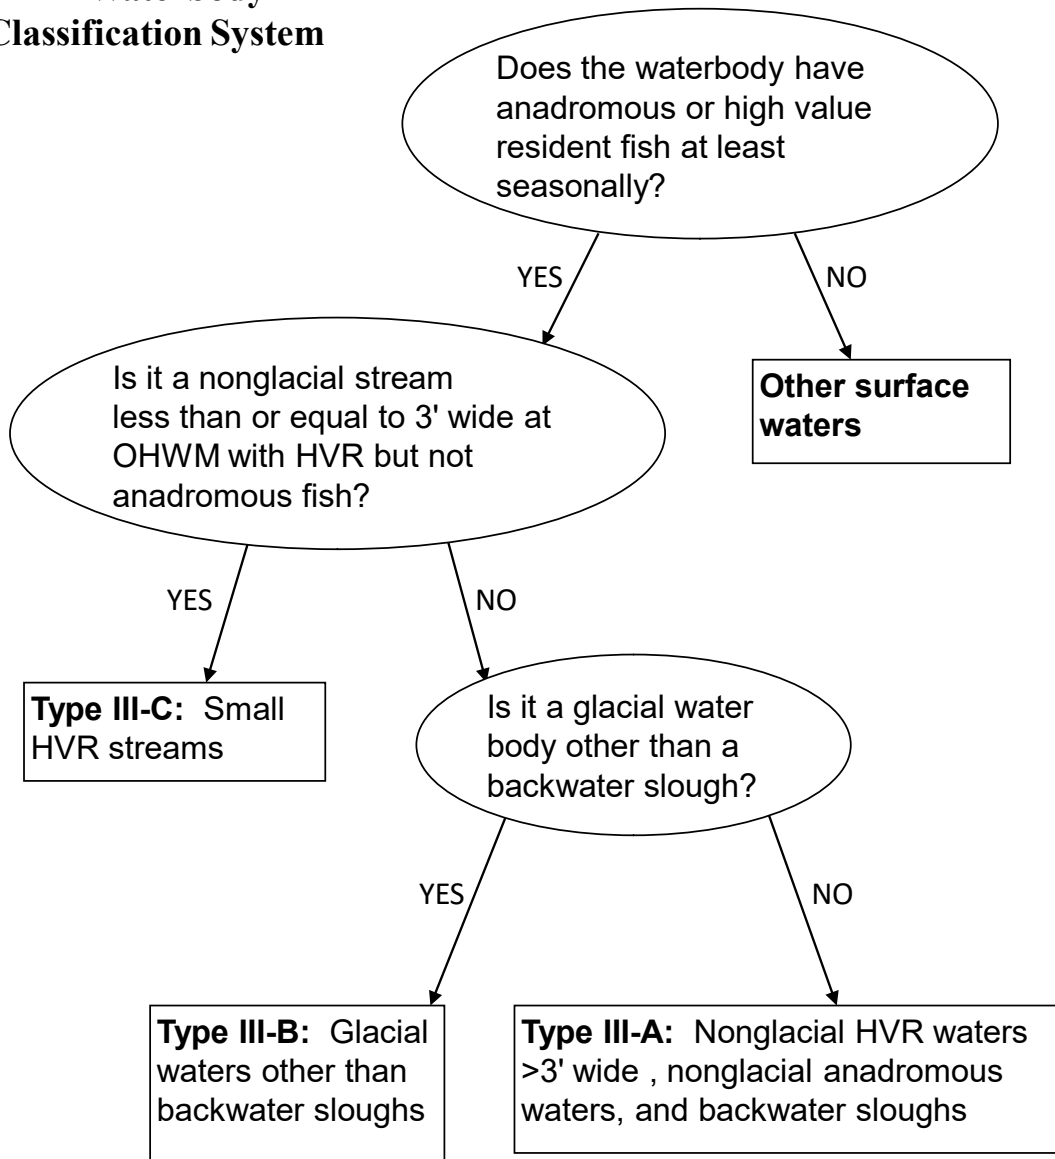 Waterbody
Classification System
Does the waterbody have
anadromous or high value
resident fish at least
seasonally?
YES
NO
Is it a nonglacial stream
less than or equal to 3' wide at
OHWM with HVR but not
anadromous fish?
Other surface
waters
YES
NO
Type III-C: Small
HVR streams
Is it a glacial water
body other than a
backwater slough?
YES
NO
Type III-B: Glacial
waters other than
backwater sloughs
Type III-A: Nonglacial HVR waters
>3' wide , nonglacial anadromous
waters, and backwater sloughs